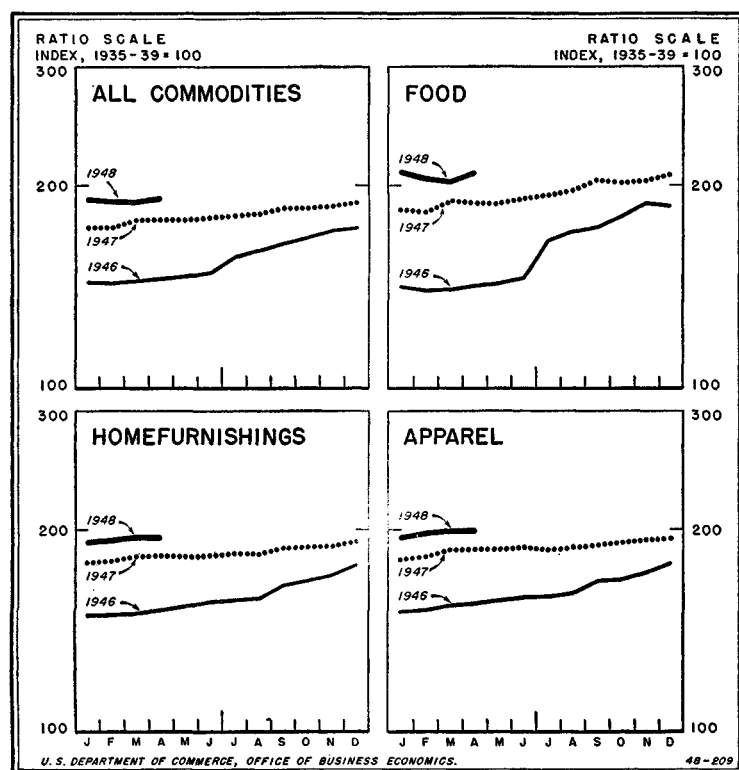 RATIO SCALE
INDEX, 1935-39 = 100
RATIO SCALE
INDEX, 1935-39 = 100
300
ALL COMMODITIES
1948
200
1947
1946
100
FOOD
300
1948
200
1947
1946
100
300
HOMEFURNISHINGS
1948
200
1947
1946
100
J F M A M J J A S O N D
APPAREL
300
1948
200
1947
1946
100
J F M A M J J A S O N D
U.S. DEPARTMENT OF COMMERCE, OFFICE OF BUSINESS ECONOMICS.
48-209